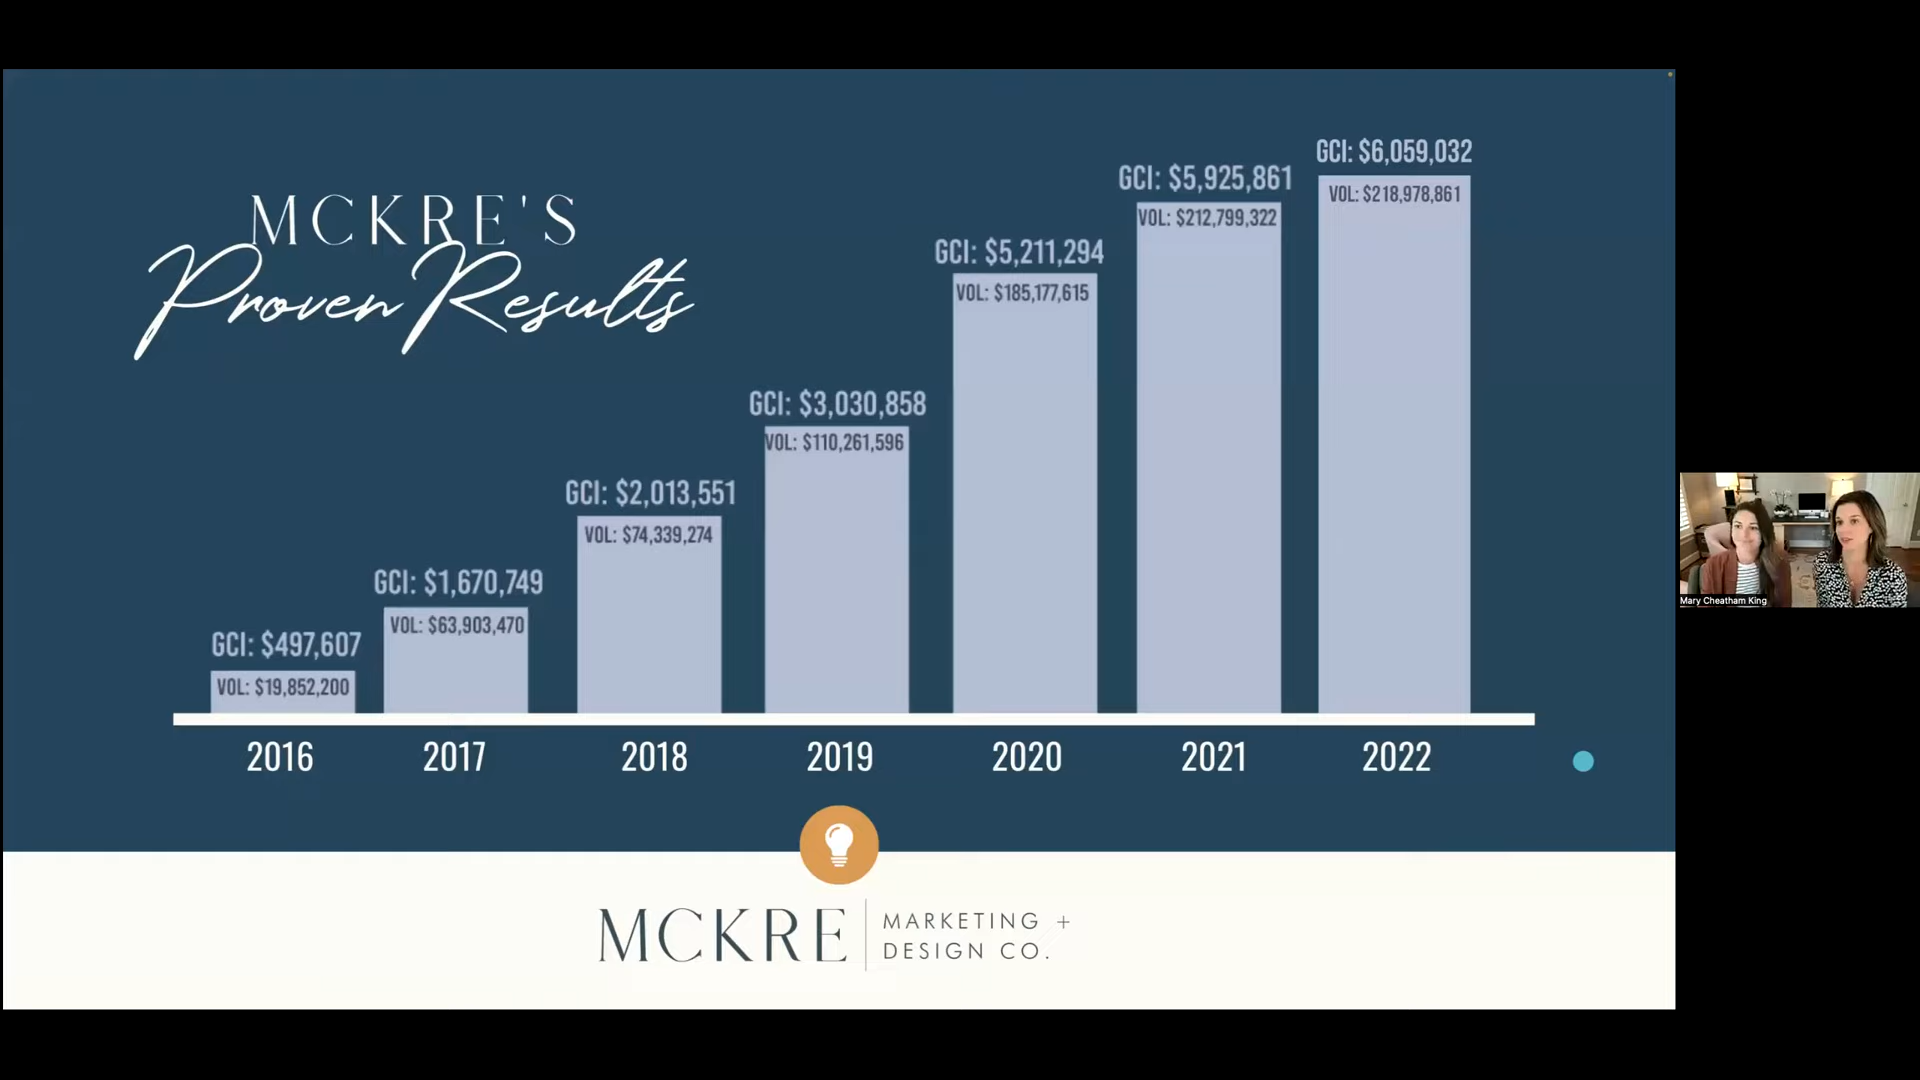 MCKRE'S
Proven Results
GCI: $497,607
VOL: $19,852,200
2016
GCI: $1,670,749
VOL: $63,903,470
2017
GCI: $2,013,551
VOL: $74,339,274
2018
GCI: $3,030,858
VOL: $110,261,596
2019
GCI: $5,211,294
VOL: $185,177,615
2020
GCI: $5,925,861
VOL: $212,799,322
2021
GCI: $6,059,032
VOL: $218,978,861
2022
MCKRE
MARKETING +
DESIGN CO.
Mary Cheatham King